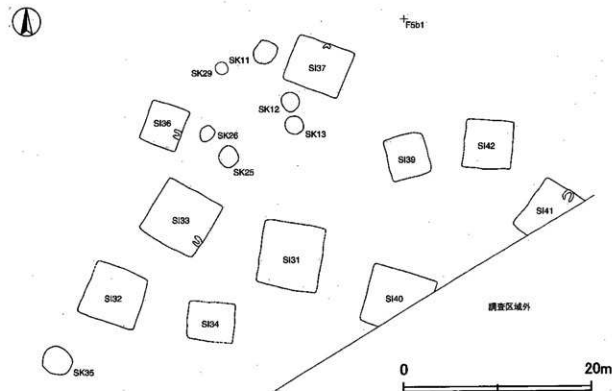 F5b1
SK11
SK29
SI37
SK12
SK13
SI36
SK26
SK25
SI39
SI42
SI41
SI33
SI31
SI32
SI34
SI40
調査区域外
SK35
0
20m